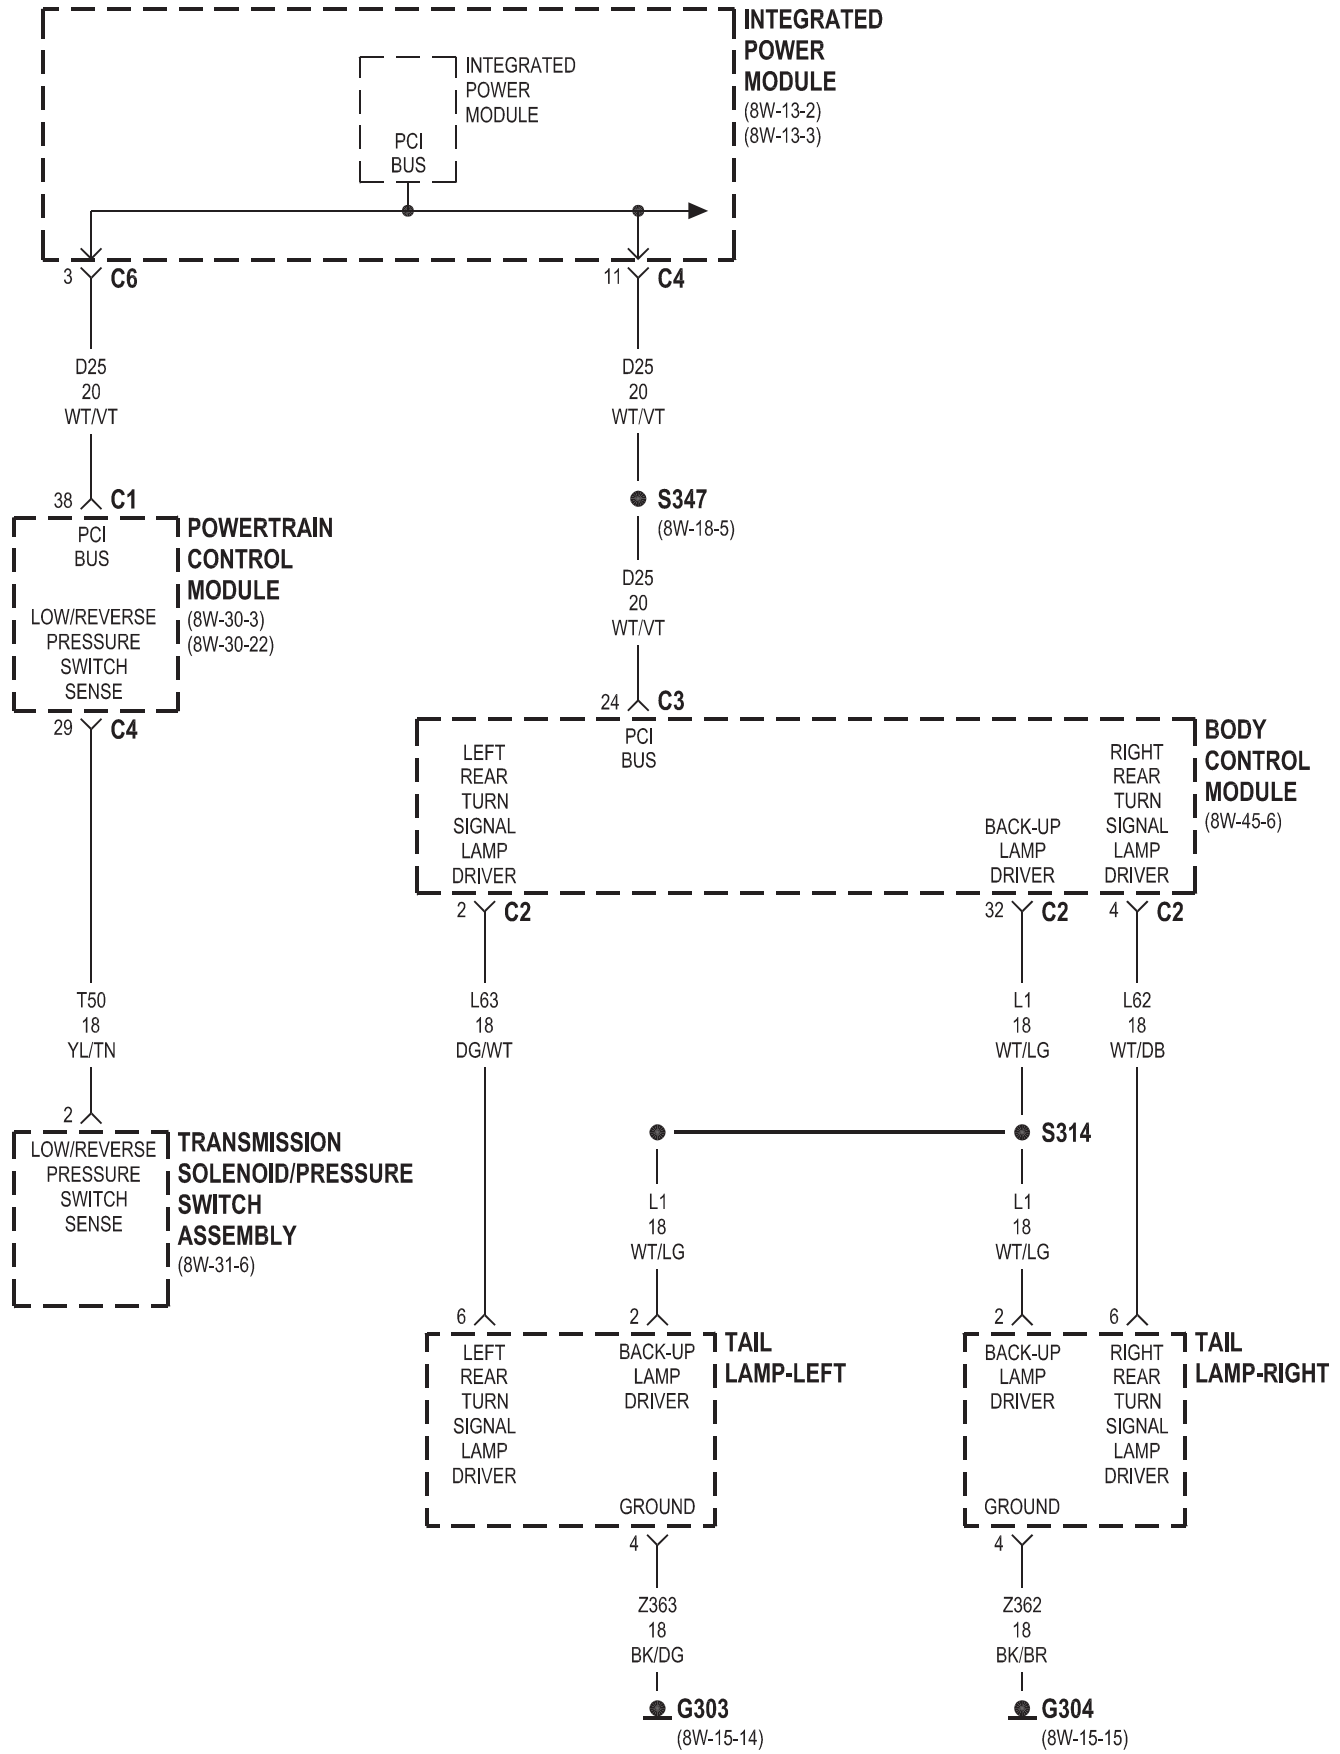 INTEGRATED
POWER
MODULE
(8W-13-2)
(8W-13-3)
INTEGRATED
POWER
MODULE
PCI
BUS
3 C6
11 C4
D25
20
WT/VT
D25
20
WT/VT
38 C1
S347
(8W-18-5)
PCI
BUS
LOW/REVERSE
PRESSURE
SWITCH
SENSE
POWERTRAIN
CONTROL
MODULE
(8W-30-3)
(8W-30-22)
D25
20
WT/VT
29 C4
24 C3
PCI
BUS
LEFT
REAR
TURN
SIGNAL
LAMP
DRIVER
BACK-UP
LAMP
DRIVER
RIGHT
REAR
TURN
SIGNAL
LAMP
DRIVER
BODY
CONTROL
MODULE
(8W-45-6)
2 C2
32 C2
4 C2
T50
18
YL/TN
L63
18
DG/WT
L1
18
WT/LG
L62
18
WT/DB
2
LOW/REVERSE
PRESSURE
SWITCH
SENSE
TRANSMISSION
SOLENOID/PRESSURE
SWITCH
ASSEMBLY
(8W-31-6)
S314
L1
18
WT/LG
L1
18
WT/LG
6
2
2
6
LEFT
REAR
TURN
SIGNAL
LAMP
DRIVER
BACK-UP
LAMP
DRIVER
GROUND
TAIL
LAMP-LEFT
BACK-UP
LAMP
DRIVER
RIGHT
REAR
TURN
SIGNAL
LAMP
DRIVER
GROUND
TAIL
LAMP-RIGHT
4
4
Z363
18
BK/DG
Z362
18
BK/BR
G303
(8W-15-14)
G304
(8W-15-15)